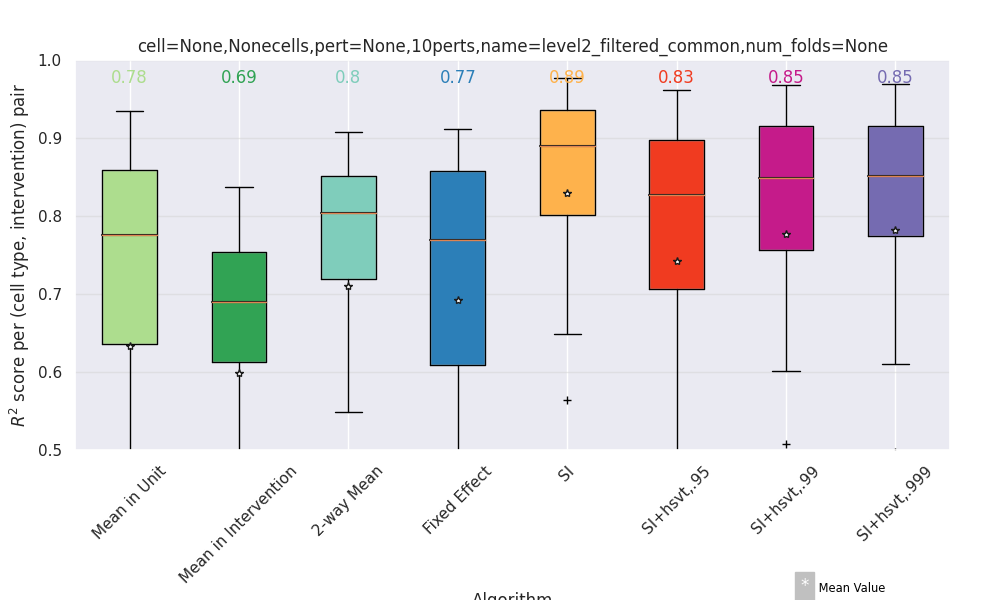 cell=None,Nonecells,pert=None,10perts,name=level2_filtered_common,num_folds=None
1.0
0.9
0.8
0.7
0.6
0.5
R² score per (cell type, intervention) pair
0.78 0.69 0.8 0.77 0.89 0.83 0.85 0.85
Mean in Unit
Mean in Intervention
2-way Mean
Fixed Effect
SI
SI+hsvt,.95
SI+hsvt,.99
SI+hsvt,.999
Algorithm
* Mean Value